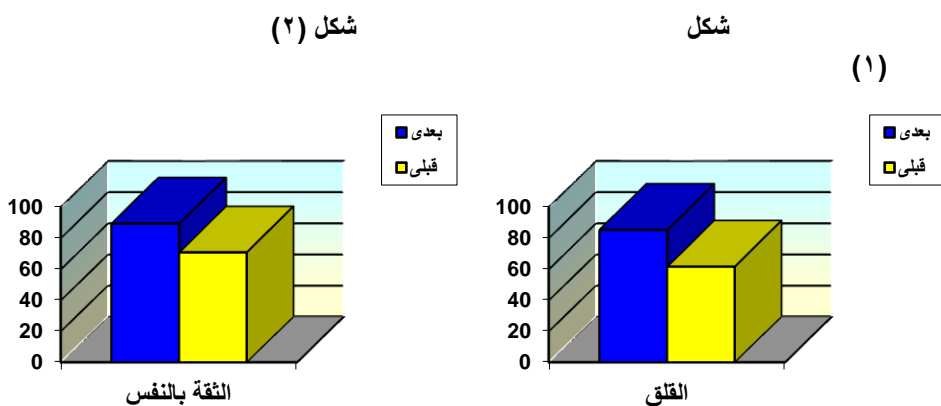 شكل
(١)
بعدى
قبلى
100
80
60
40
20
0
القلق
شكل (٢)
بعدى
قبلى
100
80
60
40
20
0
الثقة بالنفس